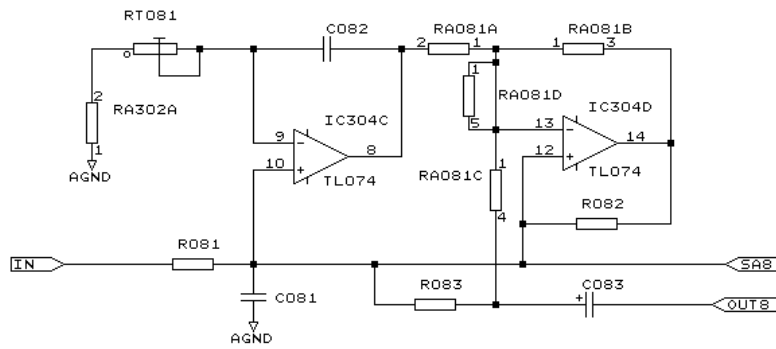 RT081
C082
RA081A
RA081B
2 1
1 3
RA302A
2
1
AGND
IC304C
9 -
10 +
8
TL074
1
RA081D
5
IC304D
13 -
12 +
14
TL074
RA081C
1
4
R082
IN
R081
SA8
C081
AGND
R083
+
C083
OUT8